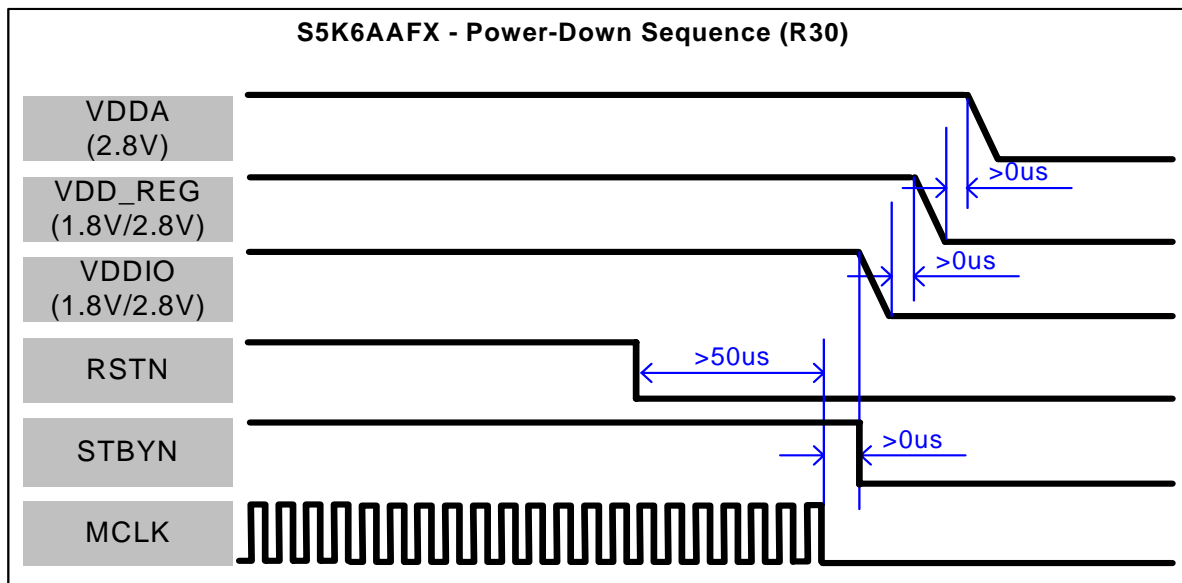 S5K6AAFX - Power-Down Sequence (R30)
VDDA
(2.8V)
>0us
VDD_REG
(1.8V/2.8V)
>0us
VDDIO
(1.8V/2.8V)
RSTN
>50us
STBYN
>0us
MCLK